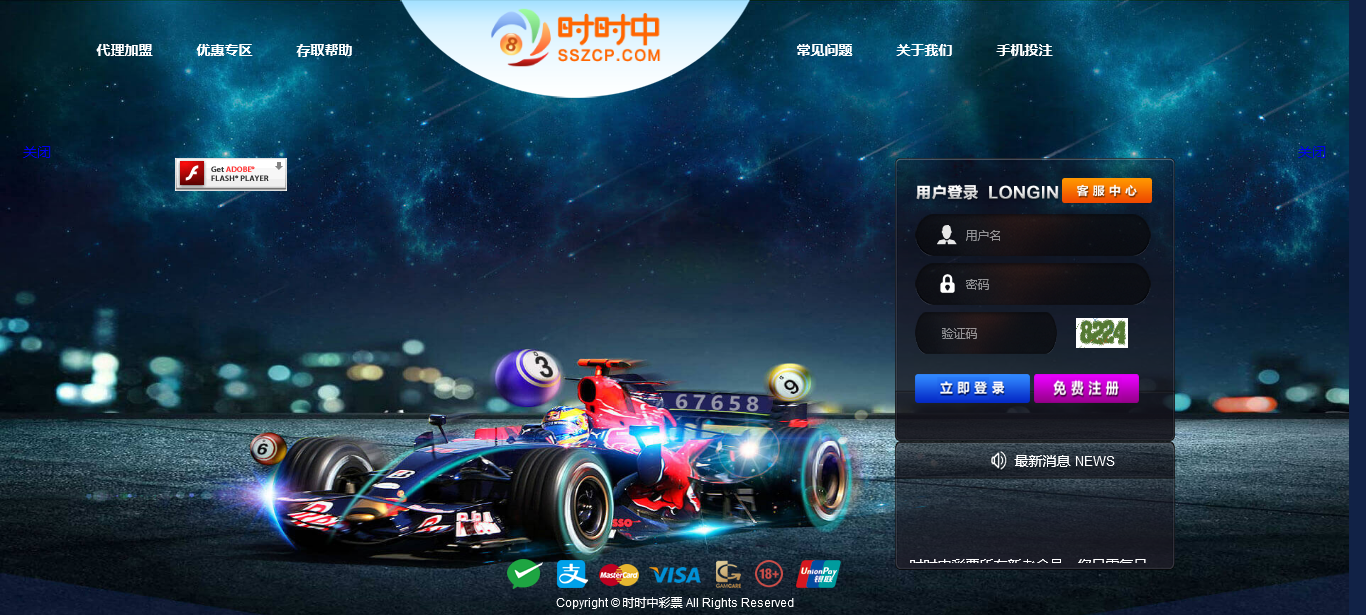 代理加盟 优惠专区 存取帮助
时时中
SSZCP.COM
常见问题 关于我们 手机投注
关闭
关闭
Get ADOBE®
FLASH® PLAYER
用户登录 LONGIN 客服中心
用户名
密码
验证码 8224
立即登录 免费注册
最新消息 NEWS
3
9
6
67658
8
MasterCard
VISA
GAMCARE
18+
UnionPay
银联
支
Copyright © 时时中彩票 All Rights Reserved